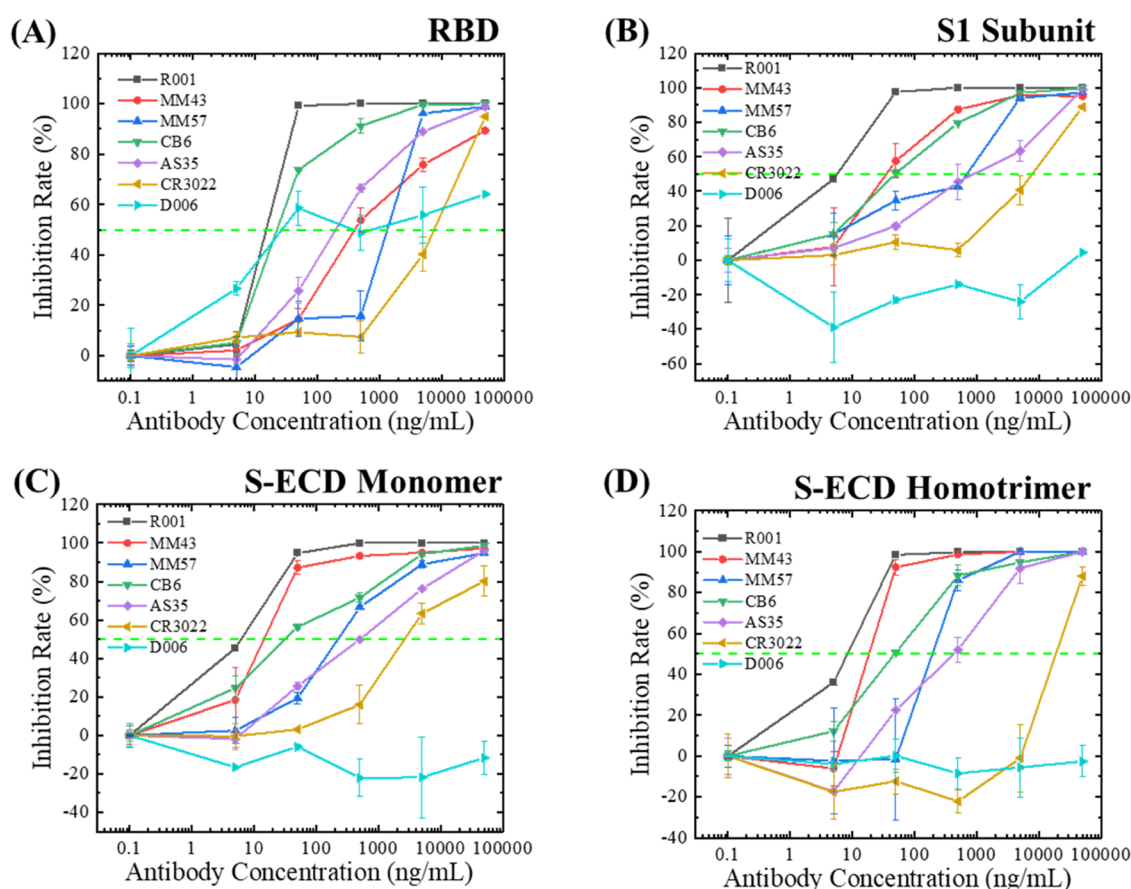 (A)
RBD
120
100
80
60
40
20
0
Inhibition Rate (%)
R001
MM43
MM57
CB6
AS35
CR3022
D006
0.1
1
10
100
1000
10000
100000
Antibody Concentration (ng/mL)
(B)
S1 Subunit
120
100
80
60
40
20
0
-20
-40
-60
Inhibition Rate (%)
R001
MM43
MM57
CB6
AS35
CR3022
D006
0.1
1
10
100
1000
10000
100000
Antibody Concentration (ng/mL)
(C)
S-ECD Monomer
120
100
80
60
40
20
0
-20
-40
Inhibition Rate (%)
R001
MM43
MM57
CB6
AS35
CR3022
D006
0.1
1
10
100
1000
10000
100000
Antibody Concentration (ng/mL)
(D)
S-ECD Homotrimer
120
100
80
60
40
20
0
-20
-40
Inhibition Rate (%)
R001
MM43
MM57
CB6
AS35
CR3022
D006
0.1
1
10
100
1000
10000
100000
Antibody Concentration (ng/mL)